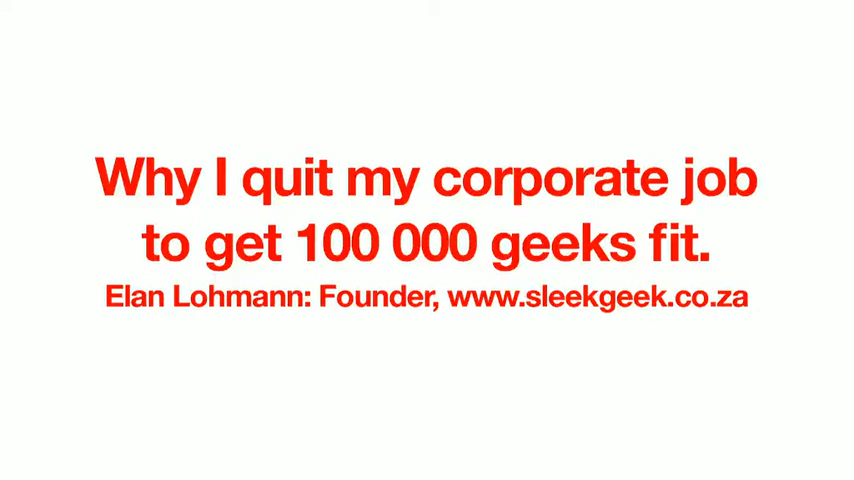 Why I quit my corporate job
to get 100 000 geeks fit.
Elan Lohmann: Founder, www.sleekgeek.co.za